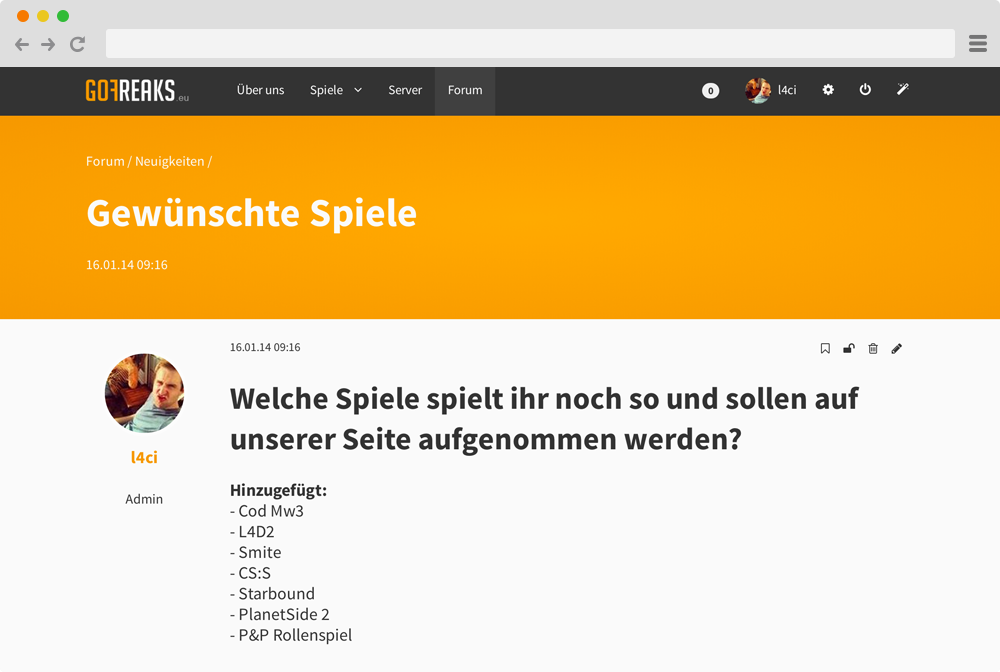 GOFREAKS.eu
Über uns Spiele Server Forum 0 l4ci
Forum / Neuigkeiten /
Gewünschte Spiele
16.01.14 09:16
16.01.14 09:16
Welche Spiele spielt ihr noch so und sollen auf
unserer Seite aufgenommen werden?
l4ci
Admin
Hinzugefügt:
- Cod Mw3
- L4D2
- Smite
- CS:S
- Starbound
- PlanetSide 2
- P&P Rollenspiel